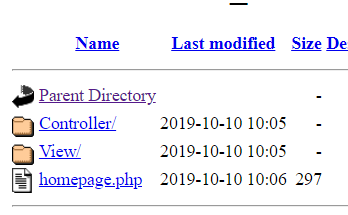 Name Last modified Size De
Parent Directory -
Controller/ 2019-10-10 10:05 -
View/ 2019-10-10 10:05 -
homepage.php 2019-10-10 10:06 297